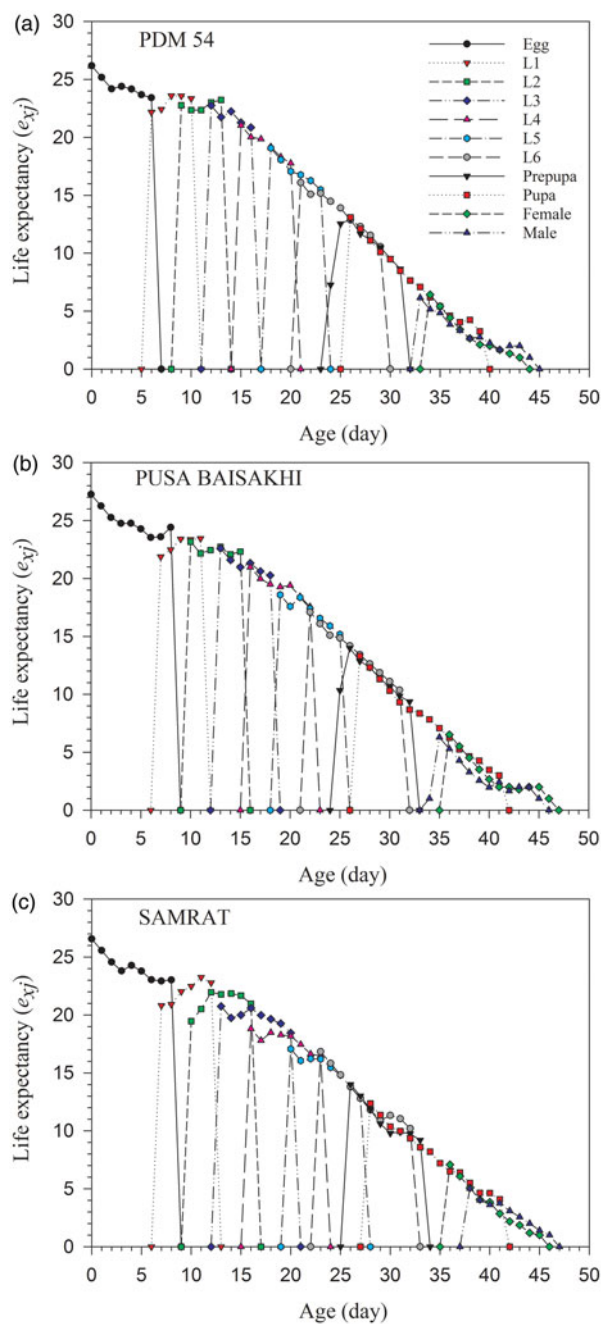 (a)
PDM 54
Egg
L1
L2
L3
L4
L5
L6
Prepupa
Pupa
Female
Male
Life expectancy (exj)
30
25
20
15
10
5
0
0 5 10 15 20 25 30 35 40 45 50
Age (day)
(b)
PUSA BAISAKHI
Life expectancy (exj)
30
25
20
15
10
5
0
0 5 10 15 20 25 30 35 40 45 50
Age (day)
(c)
SAMRAT
Life expectancy (exj)
30
25
20
15
10
5
0
0 5 10 15 20 25 30 35 40 45 50
Age (day)